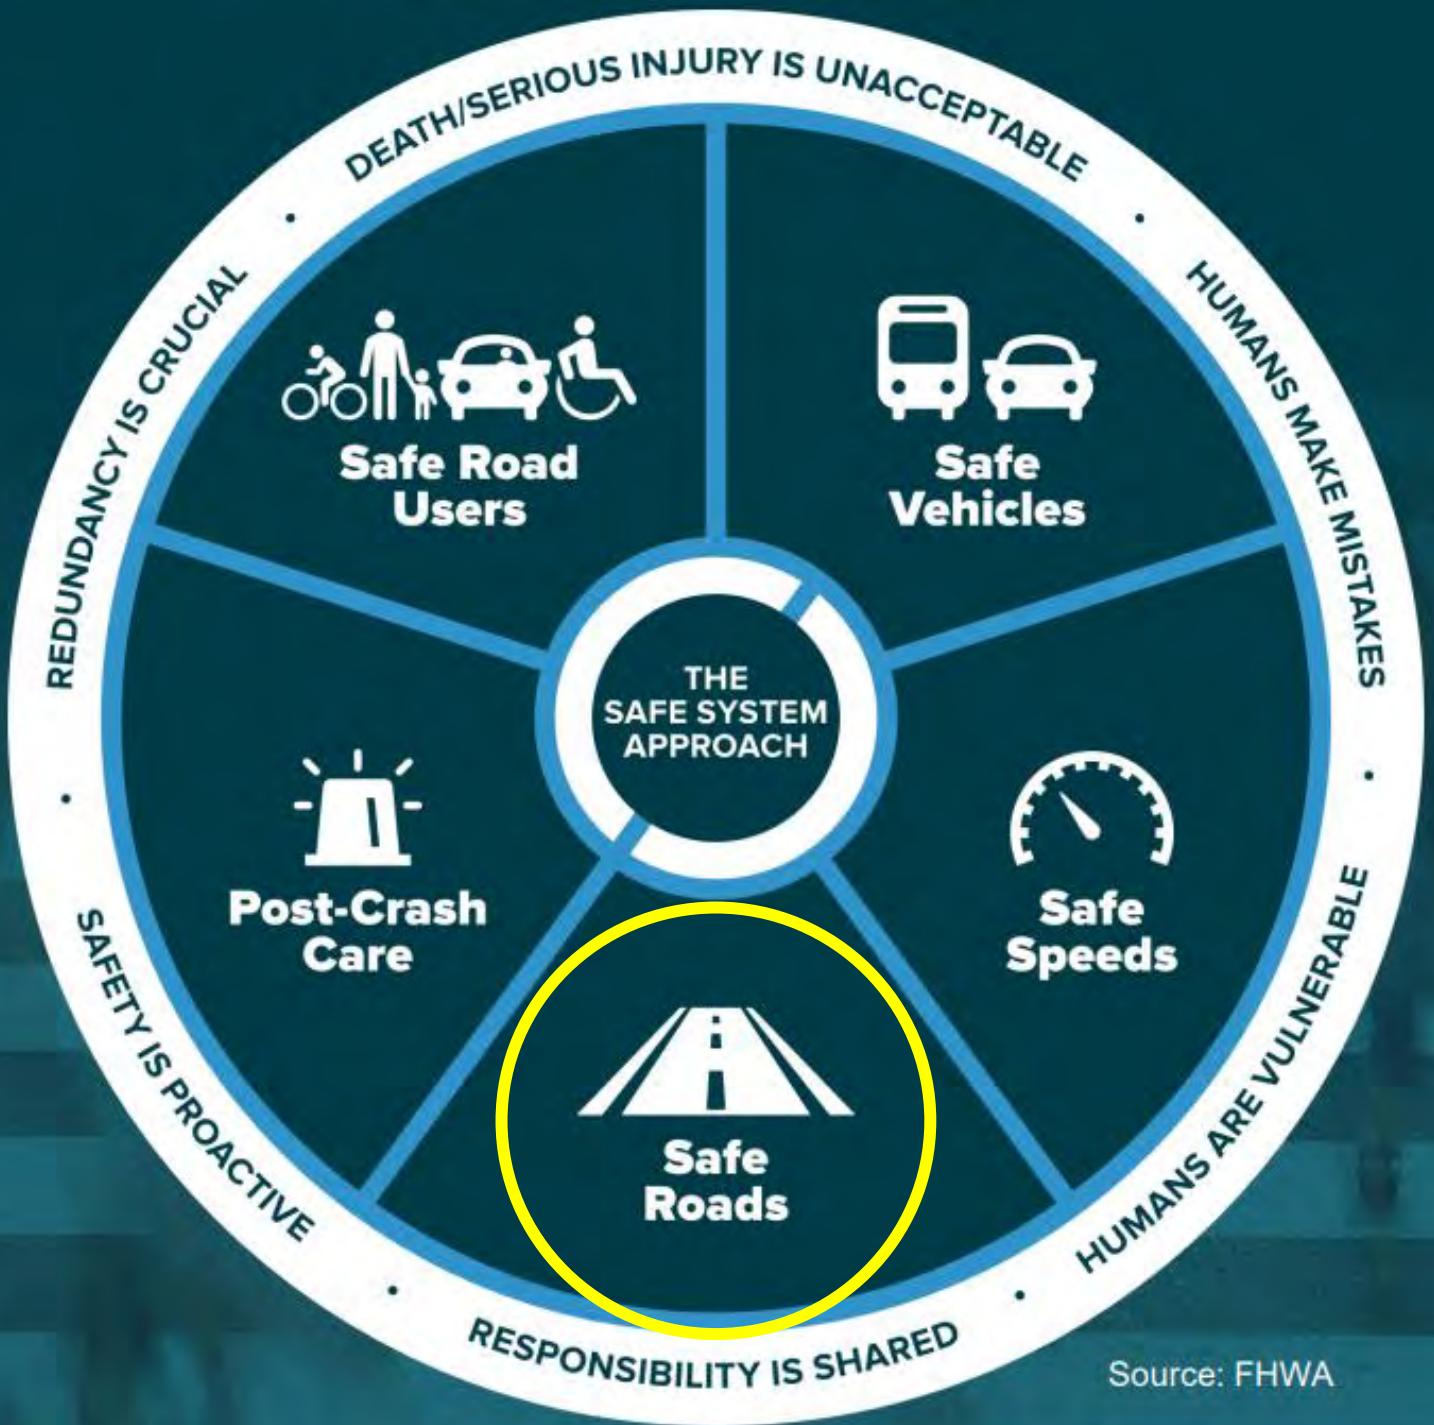 DEATH/SERIOUS INJURY IS UNACCEPTABLE
HUMANS MAKE MISTAKES
HUMANS ARE VULNERABLE
RESPONSIBILITY IS SHARED
SAFETY IS PROACTIVE
REDUNDANCY IS CRUCIAL
Safe Road
Users
Safe
Vehicles
THE
SAFE SYSTEM
APPROACH
Post-Crash
Care
Safe
Speeds
Safe
Roads
Source: FHWA